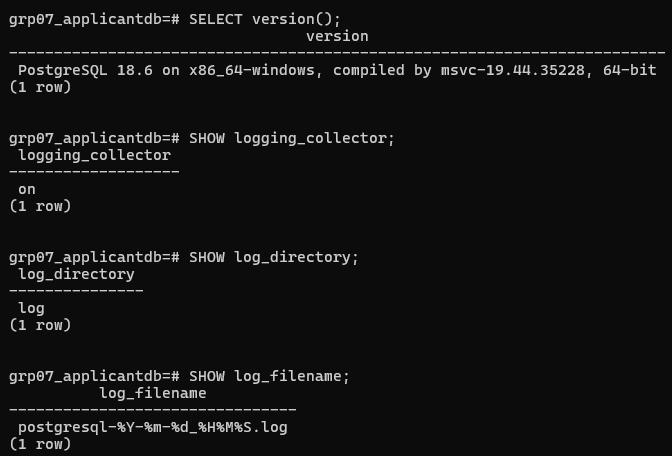 grp07_applicantdb=# SELECT version();
version
-------------------------------------------------------------------------
PostgreSQL 18.6 on x86_64-windows, compiled by msvc-19.44.35228, 64-bit
(1 row)
grp07_applicantdb=# SHOW logging_collector;
logging_collector
-------------------
on
(1 row)
grp07_applicantdb=# SHOW log_directory;
log_directory
---------------
log
(1 row)
grp07_applicantdb=# SHOW log_filename;
log_filename
--------------------------------
postgresql-%Y-%m-%d_%H%M%S.log
(1 row)